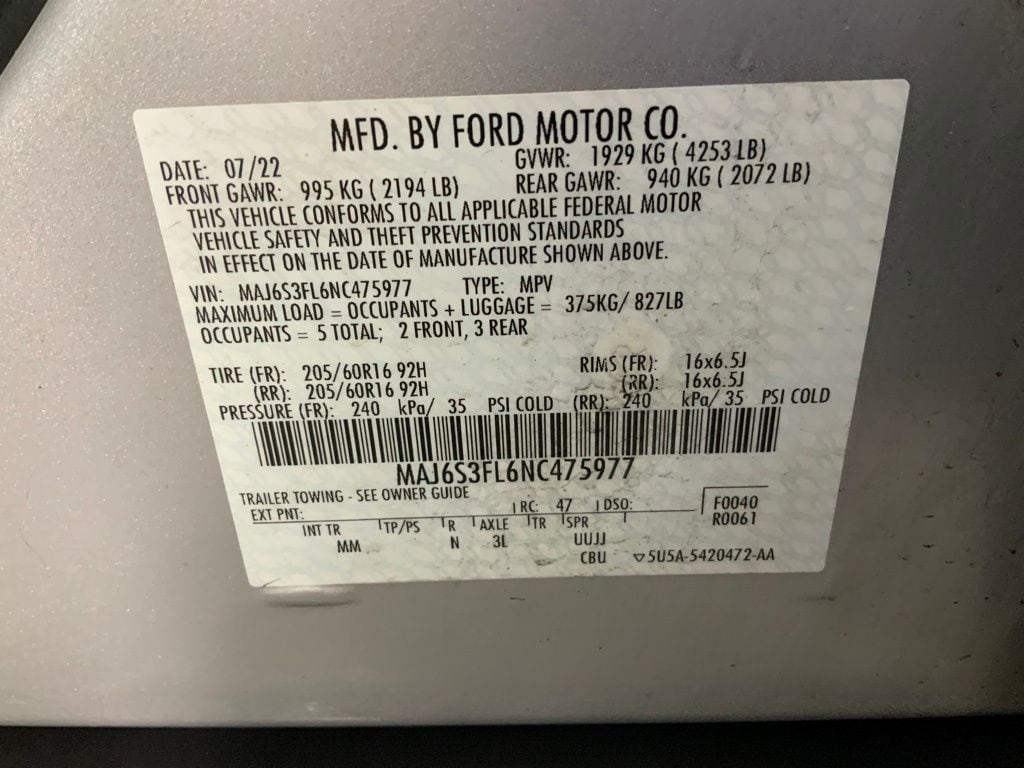 MFD. BY FORD MOTOR CO.
DATE: 07/22 GVWR: 1929 KG ( 4253 LB)
FRONT GAWR: 995 KG ( 2194 LB) REAR GAWR: 940 KG ( 2072 LB)
THIS VEHICLE CONFORMS TO ALL APPLICABLE FEDERAL MOTOR
VEHICLE SAFETY AND THEFT PREVENTION STANDARDS
IN EFFECT ON THE DATE OF MANUFACTURE SHOWN ABOVE.
VIN: MAJ6S3FL6NC475977 TYPE: MPV
MAXIMUM LOAD = OCCUPANTS + LUGGAGE = 375KG/ 827LB
OCCUPANTS = 5 TOTAL; 2 FRONT, 3 REAR
TIRE (FR): 205/60R16 92H RIMS (FR): 16x6.5J
(RR): 205/60R16 92H (RR): 16x6.5J
PRESSURE (FR): 240 kPa/ 35 PSI COLD (RR): 240 kPa/ 35 PSI COLD
MAJ6S3FL6NC475977
TRAILER TOWING - SEE OWNER GUIDE
EXT PNT: RC: 47 DSO: F0040
R0061
INT TR TP/PS R AXLE TR SPR
MM N 3L UUJJ
CBU ▽5U5A-5420472-AA